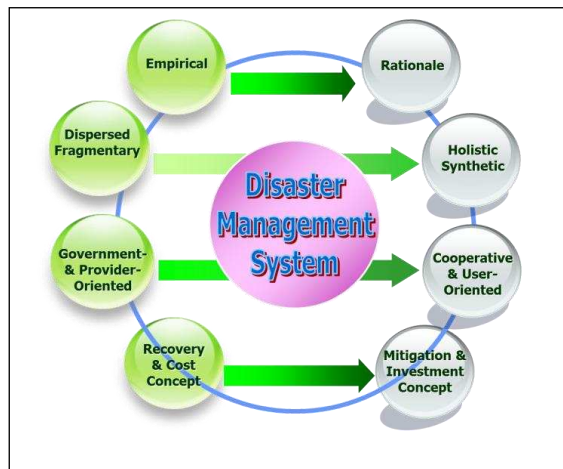 Empirical
Rationale
Dispersed
Fragmentary
Holistic
Synthetic
Disaster
Management
System
Government-
& Provider-
Oriented
Cooperative
& User-
Oriented
Recovery
& Cost
Concept
Mitigation &
Investment
Concept